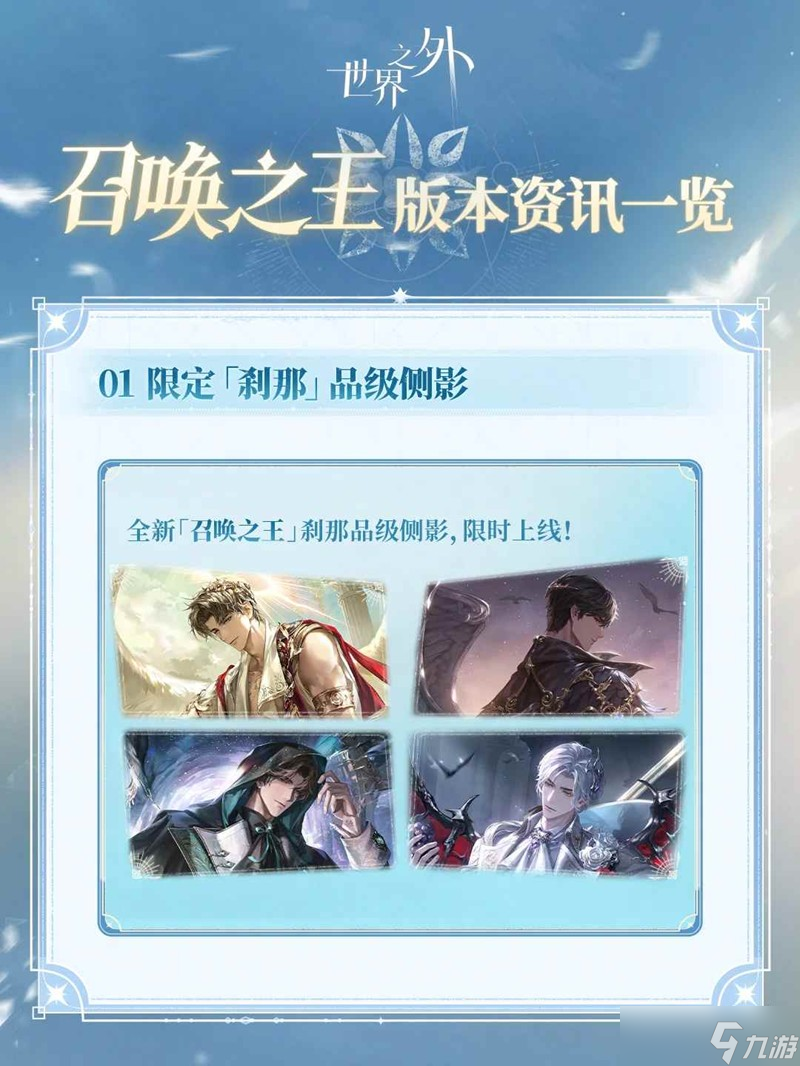 世界之外
召唤之王 版本资讯一览
01 限定「刹那」品级侧影
全新「召唤之王」刹那品级侧影，限时上线！
九游